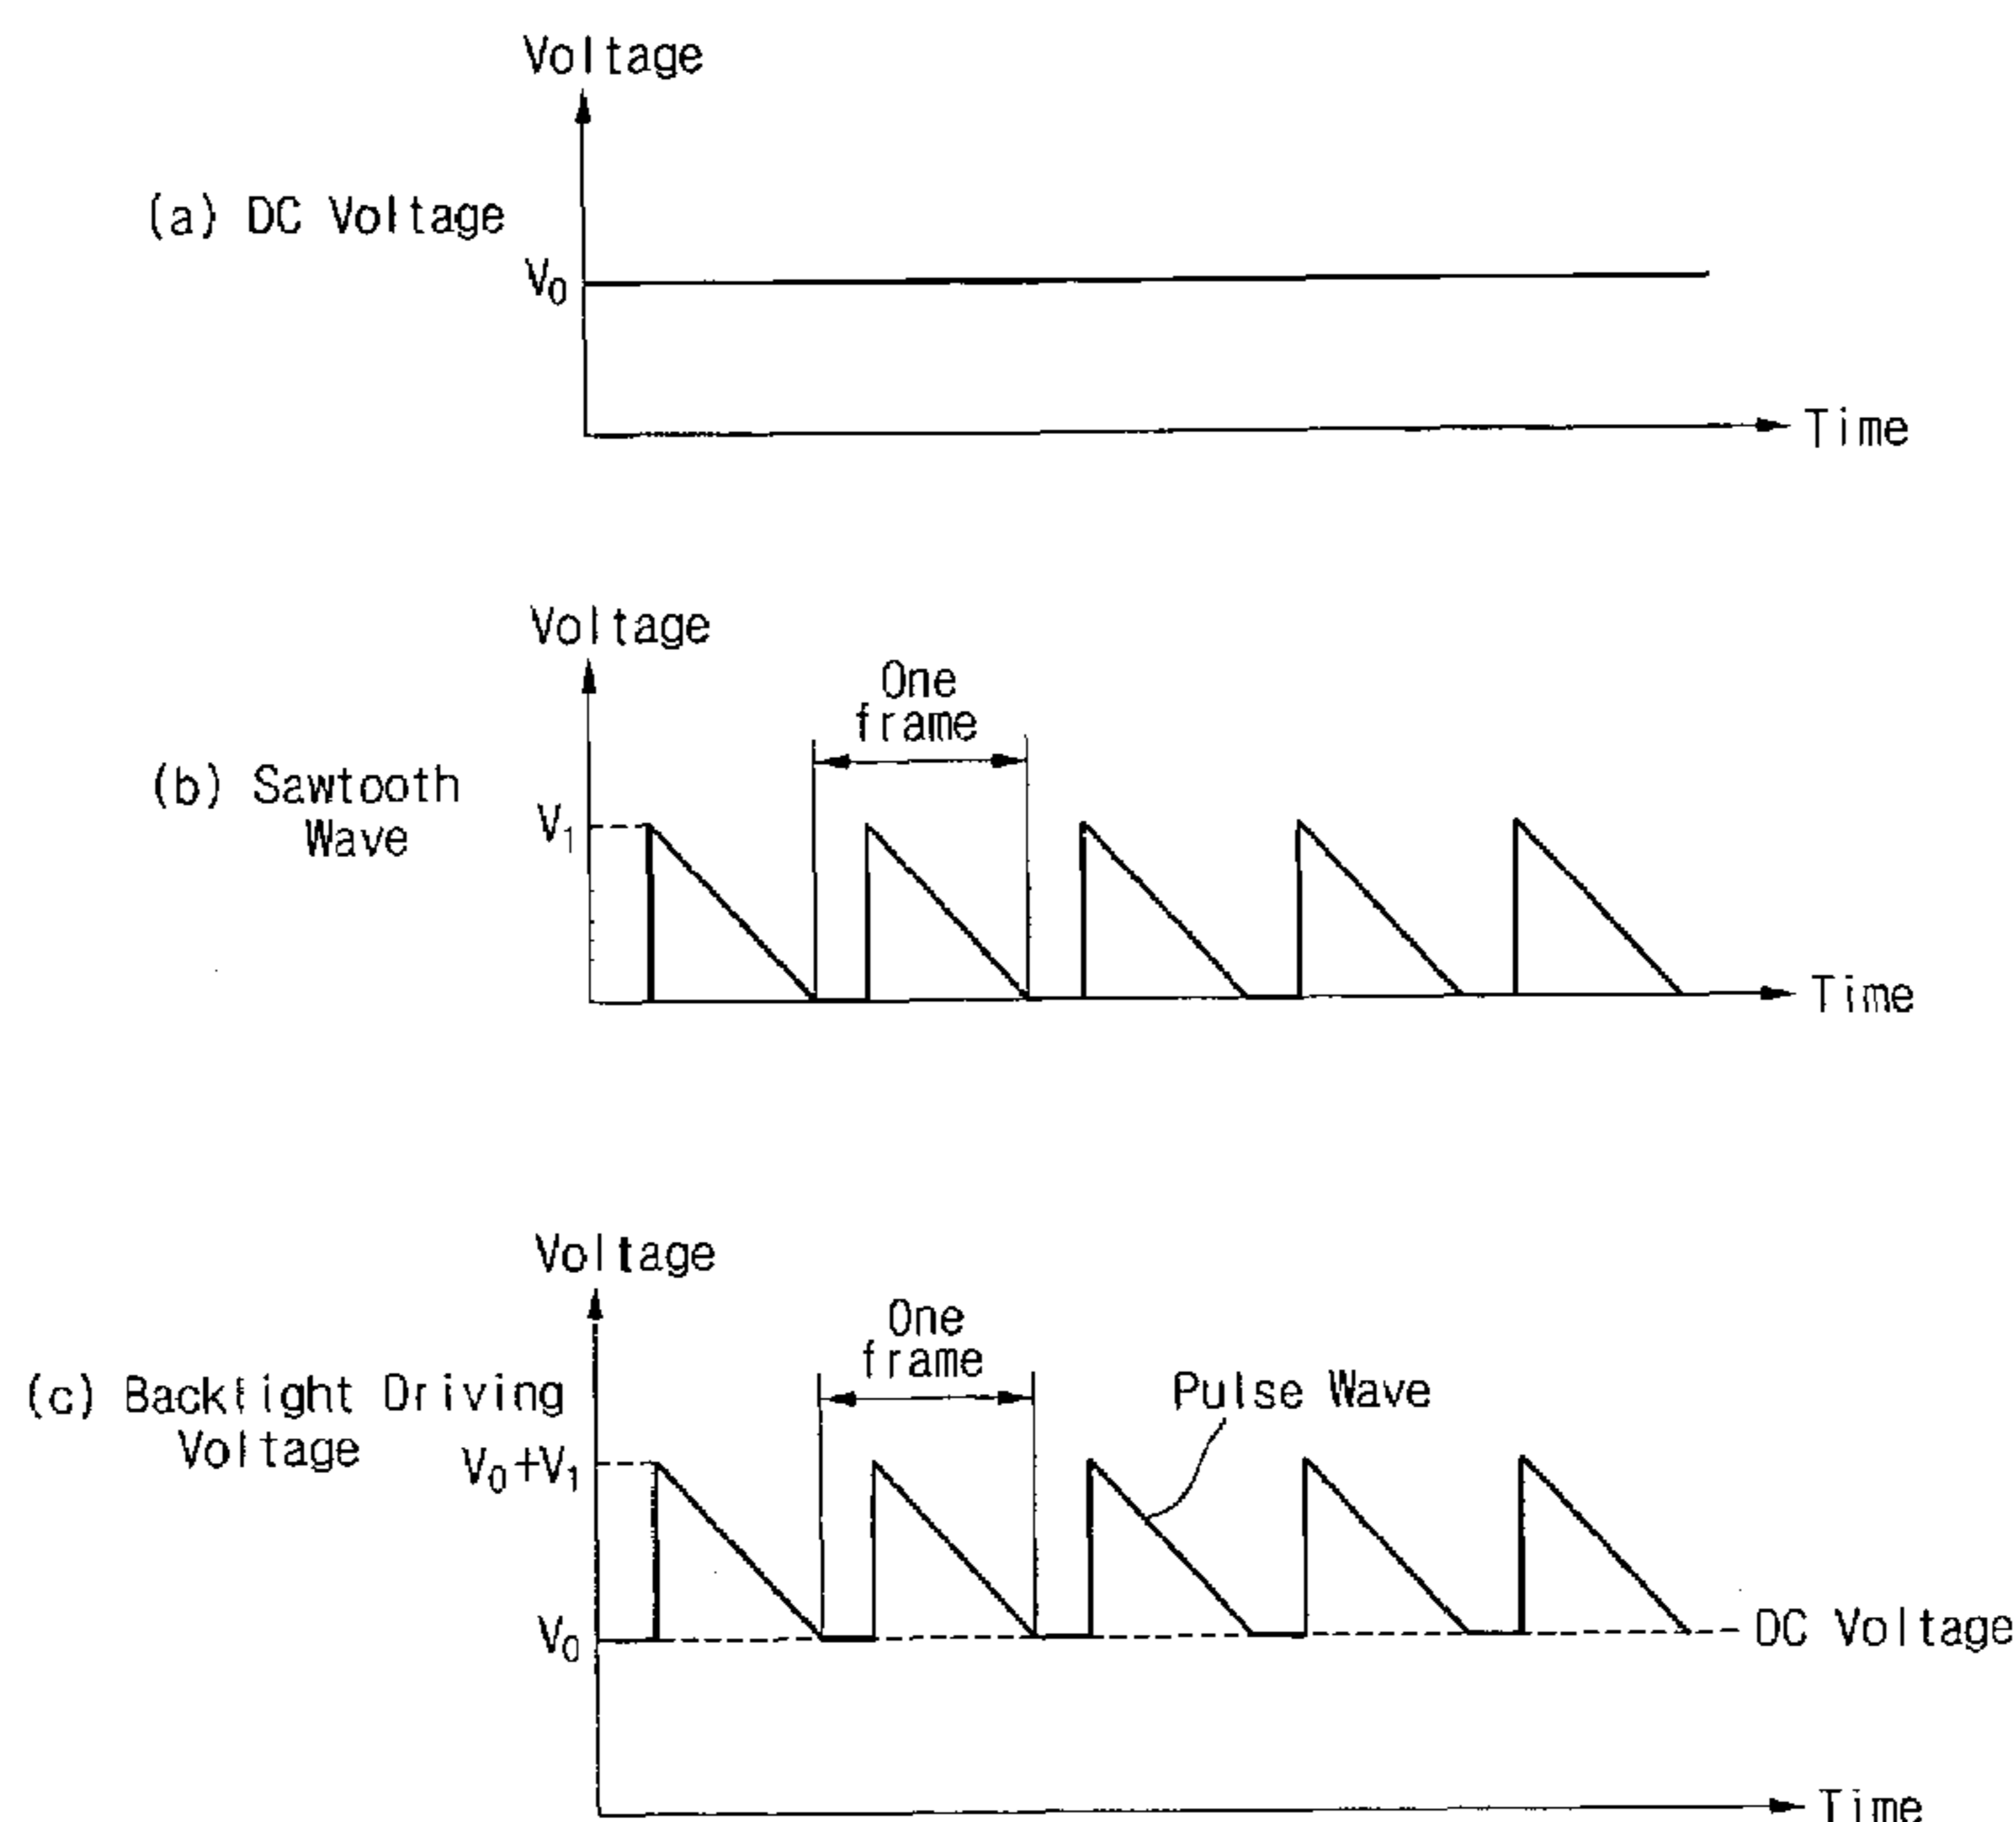 Voltage
(a) DC Voltage
V₀
Time
Voltage
One
frame
(b) Sawtooth
Wave
V₁
Time
Voltage
One
frame
(c) Backlight Driving
Voltage
Pulse Wave
V₀+V₁
V₀
DC Voltage
Time